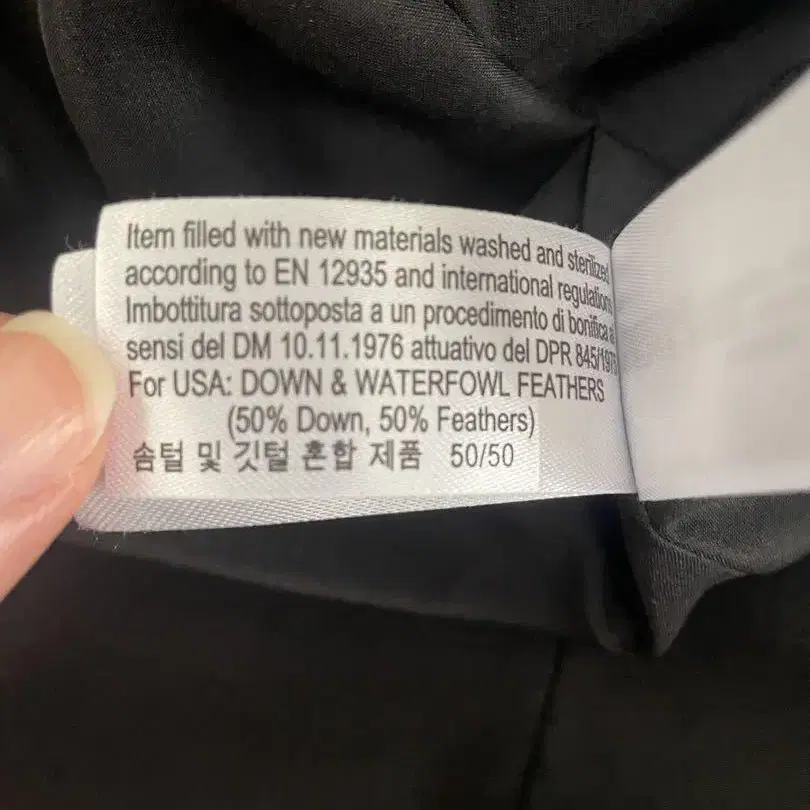 Item filled with new materials washed and sterilized
according to EN 12935 and international regulations
Imbottitura sottoposta a un procedimento di bonifica ai
sensi del DM 10.11.1976 attuativo del DPR
For USA: DOWN & WATERFOWL FEATHERS
(50% Down, 50% Feathers)
솜털 및 깃털 혼합 제품 50/50